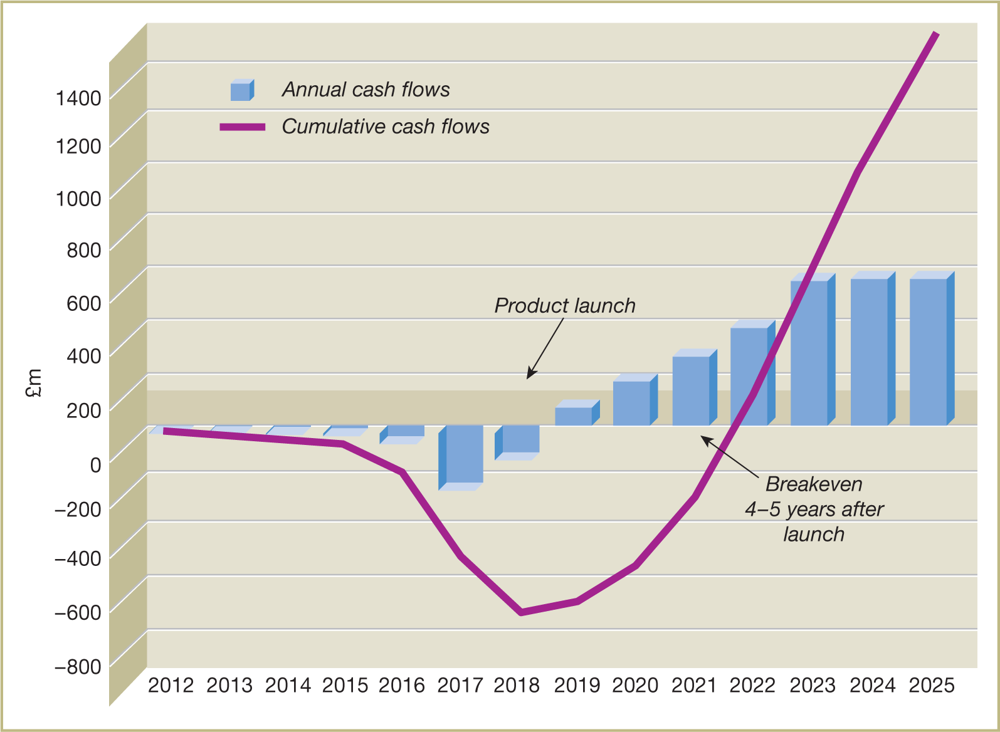 Annual cash flows
Cumulative cash flows
1400
1200
1000
800
600
400
200
0
−200
−400
−600
−800
£m
Product launch
Breakeven
4–5 years after
launch
2012 2013 2014 2015 2016 2017 2018 2019 2020 2021 2022 2023 2024 2025